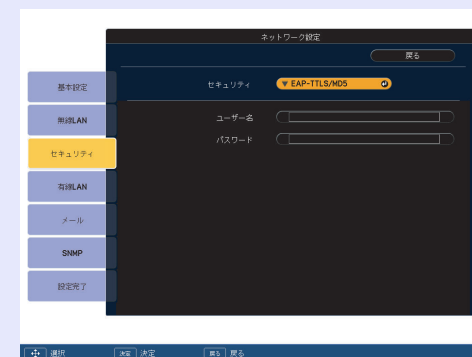 ネットワーク設定
戻る
基本設定
セキュリティ
EAP-TTLS/MD5
無線LAN
ユーザー名
パスワード
セキュリティ
有線LAN
メール
SNMP
設定完了
選択 決定 決定 戻る 戻る